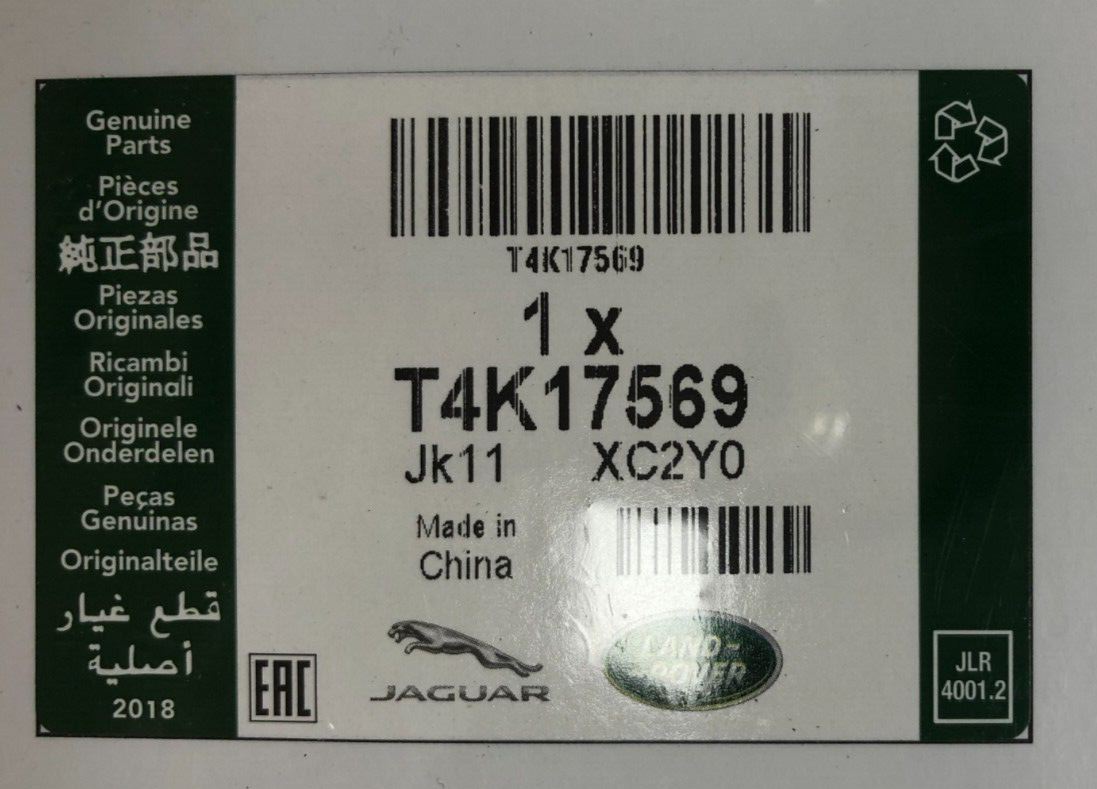 Genuine
Parts
Pièces
d'Origine
純正部品
Piezas
Originales
Ricambi
Originali
Originele
Onderdelen
Peças
Genuinas
Originalteile
قطع غيار
أصلية
2018
T4K17569
1 x
T4K17569
Jk11 XC2Y0
Made in
China
EAC
JAGUAR
LAND-
ROVER
JLR
4001.2